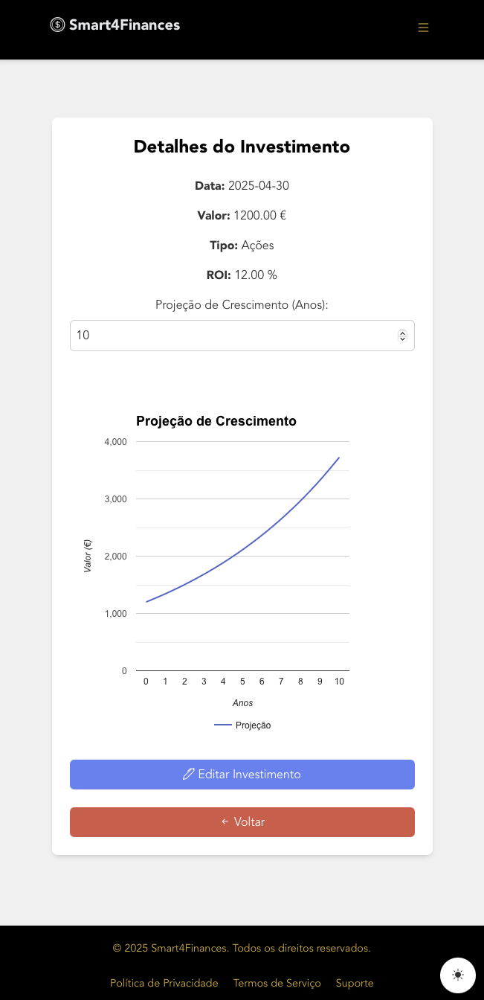 Smart4Finances
Detalhes do Investimento
Data: 2025-04-30
Valor: 1200.00 €
Tipo: Ações
ROI: 12.00 %
Projeção de Crescimento (Anos):
10
Projeção de Crescimento
4,000
3,000
2,000
1,000
0
Valor (€)
0 1 2 3 4 5 6 7 8 9 10
Anos
Projeção
Editar Investimento
Voltar
© 2025 Smart4Finances. Todos os direitos reservados.
Política de Privacidade Termos de Serviço Suporte